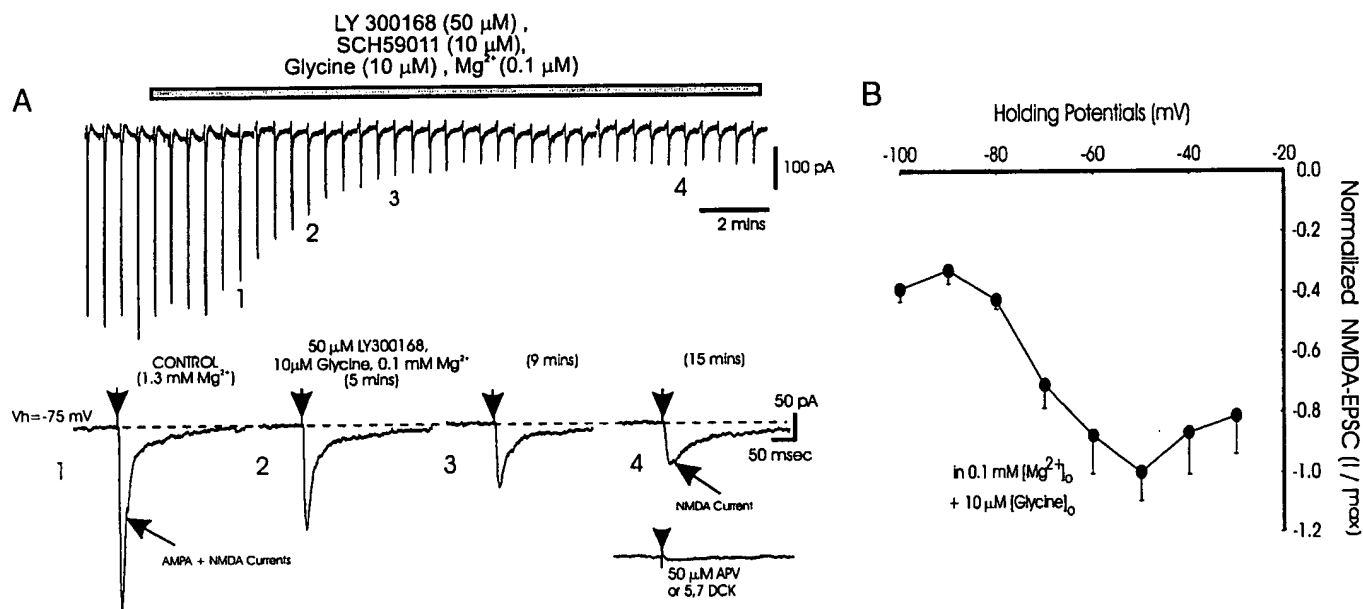 LY 300168 (50 µM) ,
SCH59011 (10 µM),
Glycine (10 µM) , Mg²⁺ (0.1 µM)
A
100 pA
2 mins
1
2
3
4
CONTROL
(1.3 mM Mg²⁺)
50 µM LY300168,
10µM Glycine, 0.1 mM Mg²⁺
(5 mins)
(9 mins)
(15 mins)
Vh=-75 mV
50 pA
50 msec
1
2
3
4
AMPA + NMDA Currents
NMDA Current
50 µM APV
or 5,7 DCK
B
Holding Potentials (mV)
-100
-80
-60
-40
-20
0.0
-0.2
-0.4
-0.6
-0.8
-1.0
-1.2
Normalized NMDA-EPSC (I / Imax)
in 0.1 mM [Mg²⁺]₀
+ 10 µM [Glycine]₀